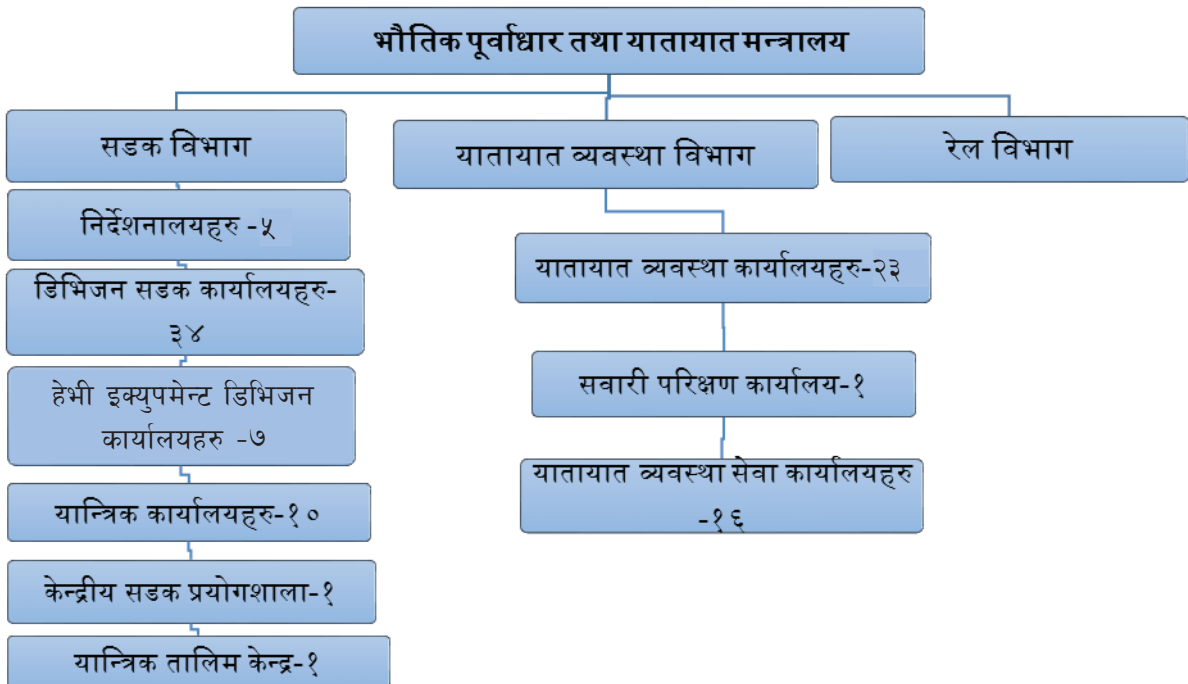 भौतिक पूर्वाधार तथा यातायात मन्त्रालय
सडक विभाग
निर्देशनालयहरु -५
डिभिजन सडक कार्यालयहरु-
३४
हेभी इक्युपमेन्ट डिभिजन
कार्यालयहरु -७
यान्त्रिक कार्यालयहरु-१०
केन्द्रीय सडक प्रयोगशाला-१
यान्त्रिक तालिम केन्द्र-१
यातायात व्यवस्था विभाग
यातायात व्यवस्था कार्यालयहरु-२३
सवारी परिक्षण कार्यालय-१
यातायात व्यवस्था सेवा कार्यालयहरु
-१६
रेल विभाग